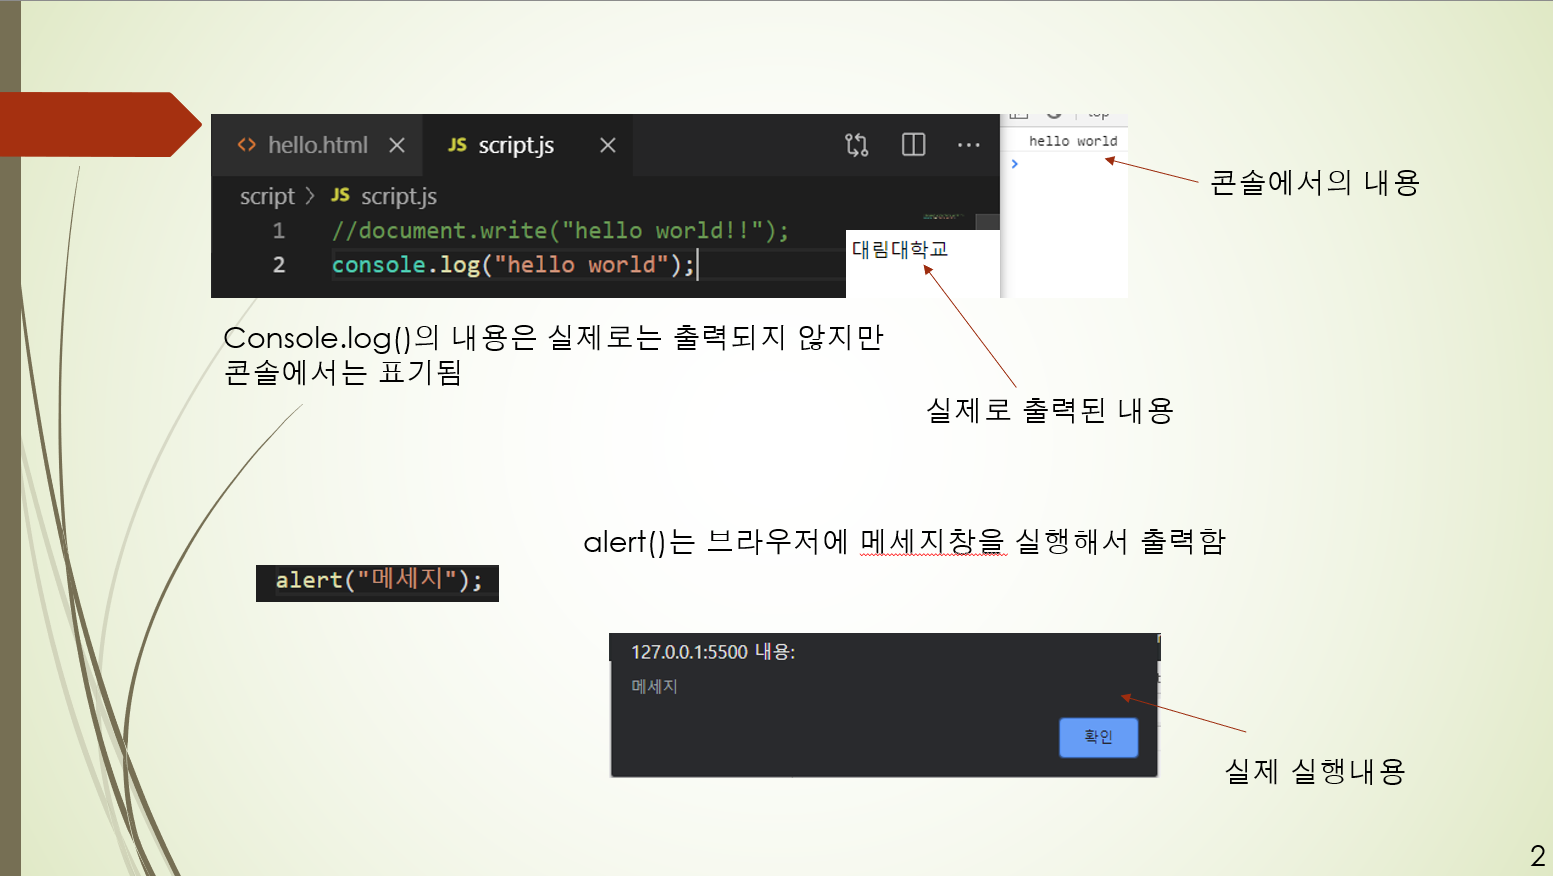 hello.html
JS script.js
script > JS script.js
1 //document.write("hello world!!");
2 console.log("hello world");
top
hello world
콘솔에서의 내용
대림대학교
Console.log()의 내용은 실제로는 출력되지 않지만
콘솔에서는 표기됨
실제로 출력된 내용
alert()는 브라우저에 메세지창을 실행해서 출력함
alert("메세지");
127.0.0.1:5500 내용:
메세지
확인
실제 실행내용
2